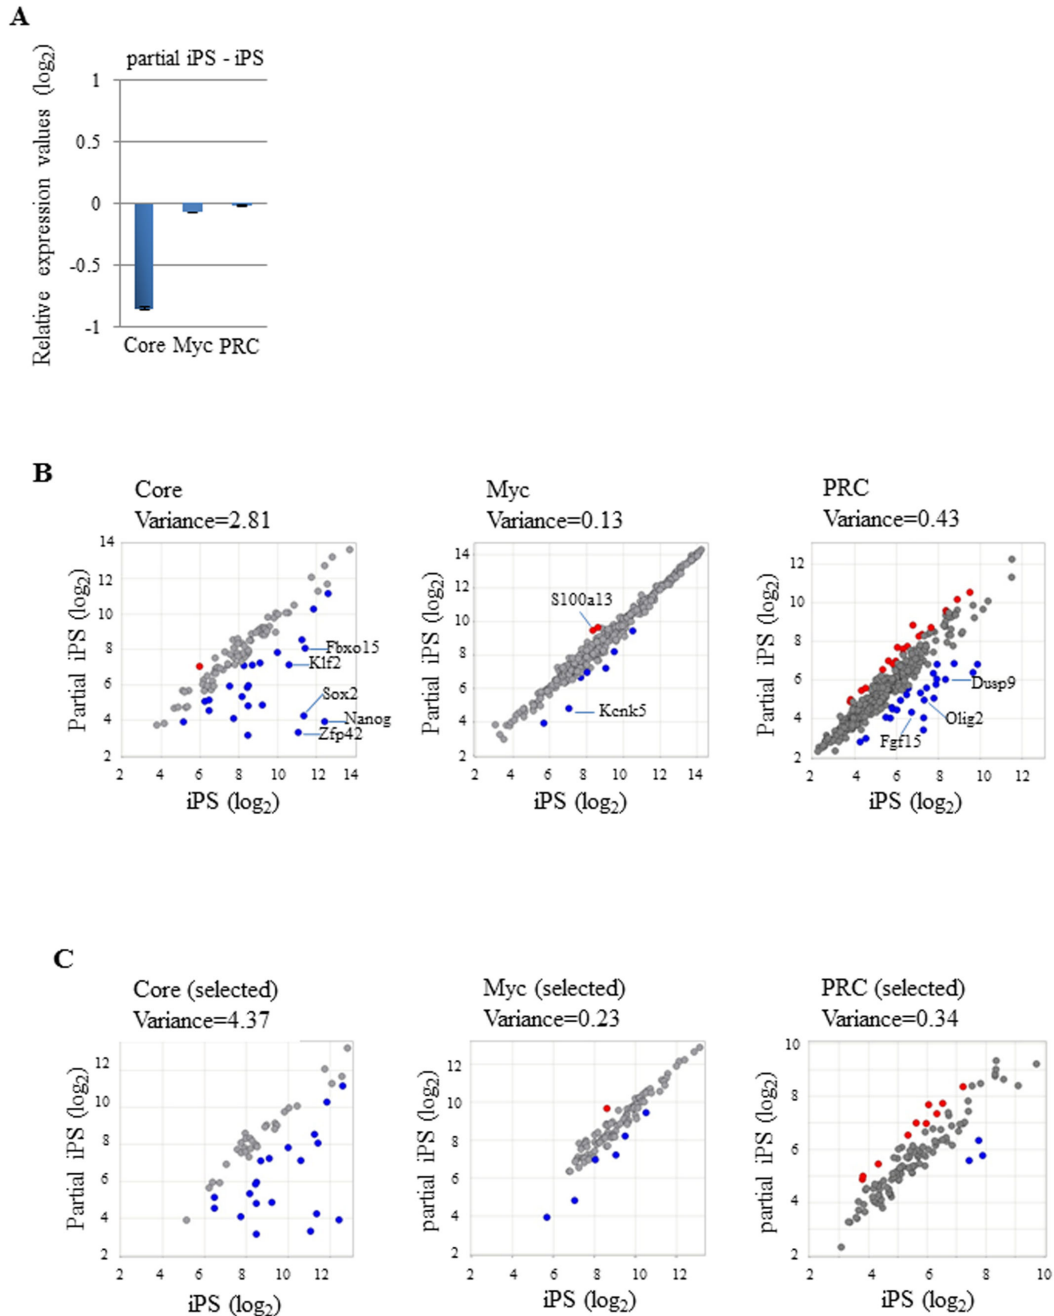 A
partial iPS - iPS
Relative expression values (log2)
1
0.5
0
-0.5
-1
Core Myc PRC
B
Core
Variance=2.81
Partial iPS (log2)
14
12
10
8
6
4
2
Fbxo15
Klf2
Sox2
Nanog
Zfp42
2 4 6 8 10 12 14
iPS (log2)
Myc
Variance=0.13
Partial iPS (log2)
14
12
10
8
6
4
2
S100a13
Kcnk5
2 4 6 8 10 12 14
iPS (log2)
PRC
Variance=0.43
Partial iPS (log2)
12
10
8
6
4
2
Dusp9
Olig2
Fgf15
2 4 6 8 10 12
iPS (log2)
C
Core (selected)
Variance=4.37
Partial iPS (log2)
12
10
8
6
4
2
2 4 6 8 10 12
iPS (log2)
Myc (selected)
Variance=0.23
partial iPS (log2)
12
10
8
6
4
2
2 4 6 8 10 12
iPS (log2)
PRC (selected)
Variance=0.34
partial iPS (log2)
10
8
6
4
2
2 4 6 8 10
iPS (log2)